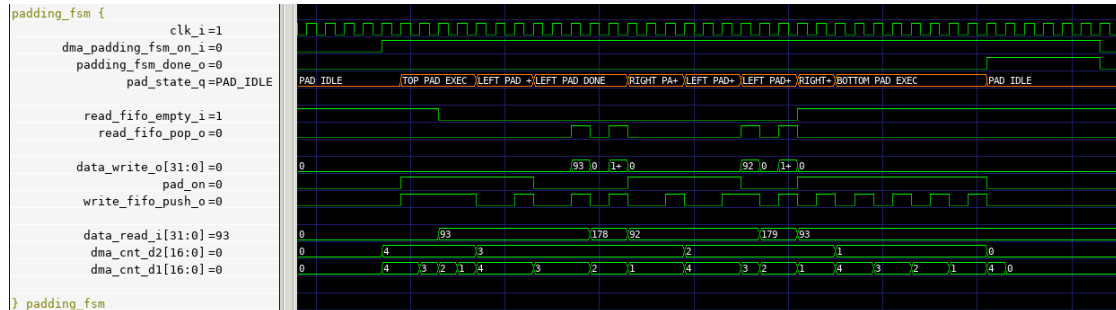 padding_fsm {
clk_i=1
dma_padding_fsm_on_i=0
padding_fsm_done_o=0
pad_state_q=PAD_IDLE PAD IDLE TOP PAD EXEC LEFT PAD + LEFT PAD DONE RIGHT PA+ LEFT PAD+ LEFT PAD+ RIGHT+ BOTTOM PAD EXEC PAD IDLE
read_fifo_empty_i=1
read_fifo_pop_o=0
data_write_o[31:0]=0 0 93 0 1+ 0 92 0 1+ 0
pad_on=0
write_fifo_push_o=0
data_read_i[31:0]=93 0 93 178 92 179 93
dma_cnt_d2[16:0]=0 0 4 3 2 1 0
dma_cnt_d1[16:0]=0 0 4 3 2 1 4 3 2 1 4 3 2 1 4 3 2 1 4 0
} padding_fsm